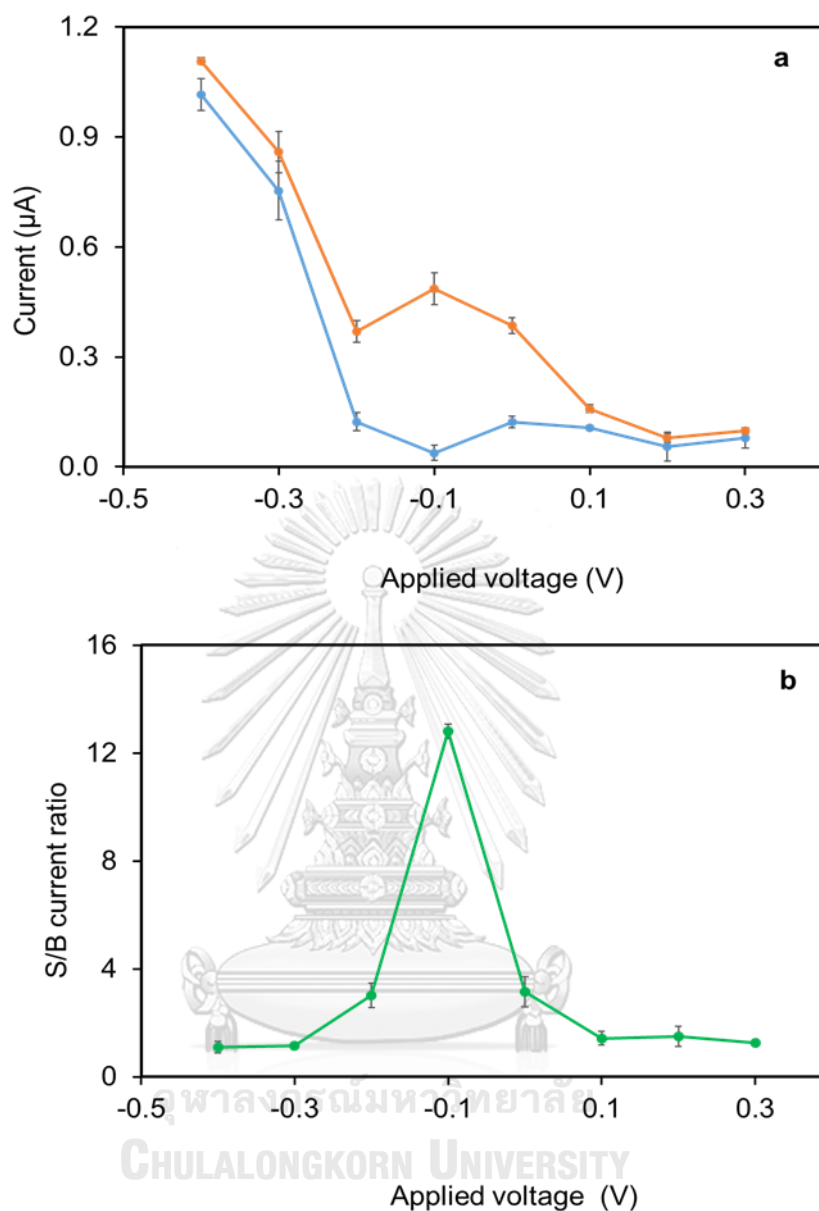 a
1.2
0.9
0.6
0.3
0.0
Current (µA)
-0.5 -0.3 -0.1 0.1 0.3
Applied voltage (V)
b
16
12
8
4
0
S/B current ratio
-0.5 -0.3 -0.1 0.1 0.3
จุฬาลงกรณ์มหาวิทยาลัย
CHULALONGKORN UNIVERSITY
Applied voltage (V)